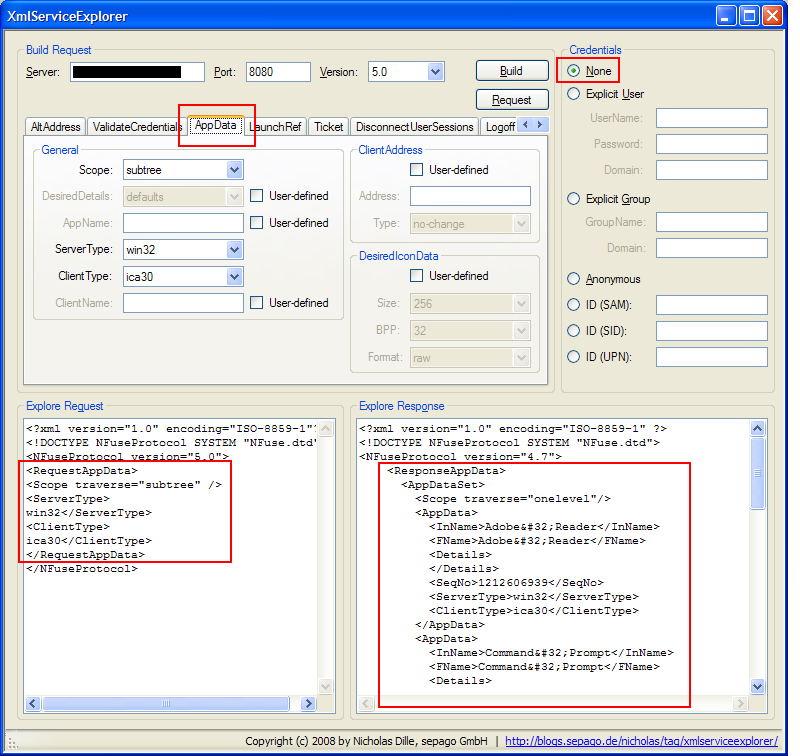 XmlServiceExplorer
Build Request
Server: Port: 8080 Version: 5.0 Build
Request
AltAddress ValidateCredentials AppData LaunchRef Ticket DisconnectUserSessions Logoff
General
Scope: subtree
DesiredDetails: defaults User-defined
AppName: User-defined
ServerType: win32
ClientType: ica30
ClientName: User-defined
ClientAddress
User-defined
Address:
Type: no-change
DesiredIconData
User-defined
Size: 256
BPP: 32
Format: raw
Credentials
None
Explicit User
UserName:
Password:
Domain:
Explicit Group
GroupName:
Domain:
Anonymous
ID (SAM):
ID (SID):
ID (UPN):
Explore Request
<?xml version="1.0" encoding="ISO-8859-1"?
<!DOCTYPE NFuseProtocol SYSTEM "NFuse.dtd"
<NFuseProtocol version="5.0">
<RequestAppData>
<Scope traverse="subtree" />
<ServerType>
win32</ServerType>
<ClientType>
ica30</ClientType>
</RequestAppData>
</NFuseProtocol>
Explore Response
<?xml version="1.0" encoding="ISO-8859-1" ?>
<!DOCTYPE NFuseProtocol SYSTEM "NFuse.dtd">
<NFuseProtocol version="4.7">
<ResponseAppData>
<AppDataSet>
<Scope traverse="onelevel"/>
<AppData>
<InName>Adobe&#32;Reader</InName>
<FName>Adobe&#32;Reader</FName>
<Details>
</Details>
<SeqNo>1212606939</SeqNo>
<ServerType>win32</ServerType>
<ClientType>ica30</ClientType>
</AppData>
<AppData>
<InName>Command&#32;Prompt</InName>
<FName>Command&#32;Prompt</FName>
<Details>
Copyright (c) 2008 by Nicholas Dille, sepago GmbH | http://blogs.sepago.de/nicholas/tag/xmlserviceexplorer/